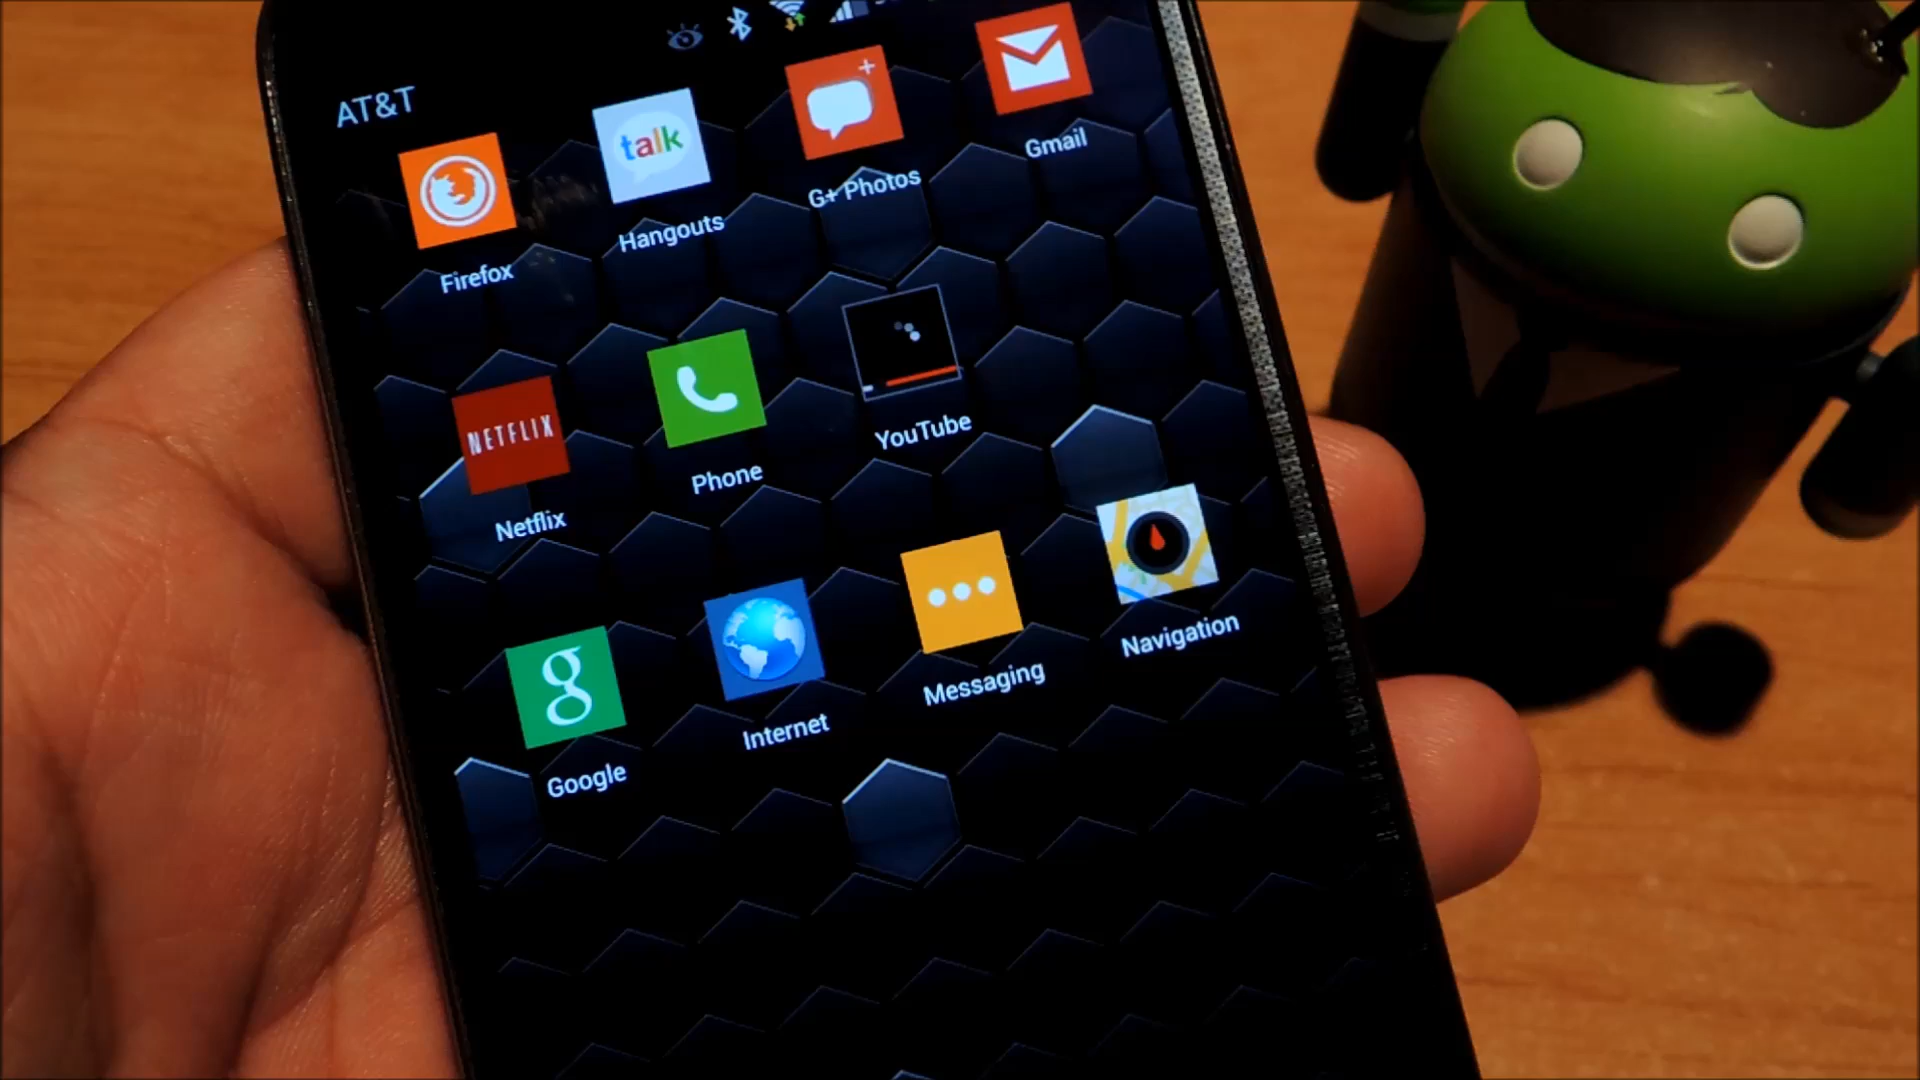 AT&T
talk
+
Firefox
Hangouts
G+ Photos
Gmail
NETFLIX
Netflix
Phone
YouTube
g
Google
Internet
Messaging
Navigation